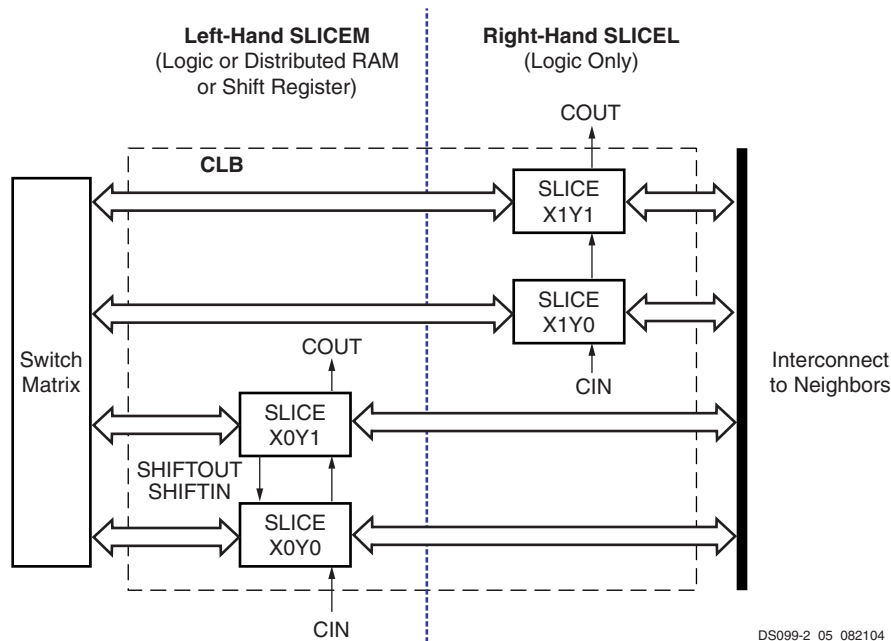 Left-Hand SLICEM
(Logic or Distributed RAM
or Shift Register)
Right-Hand SLICEL
(Logic Only)
COUT
CLB
SLICE
X1Y1
SLICE
X1Y0
COUT
CIN
Switch
Matrix
Interconnect
to Neighbors
SLICE
X0Y1
SHIFTOUT
SHIFTIN
SLICE
X0Y0
CIN
DS099-2_05_082104